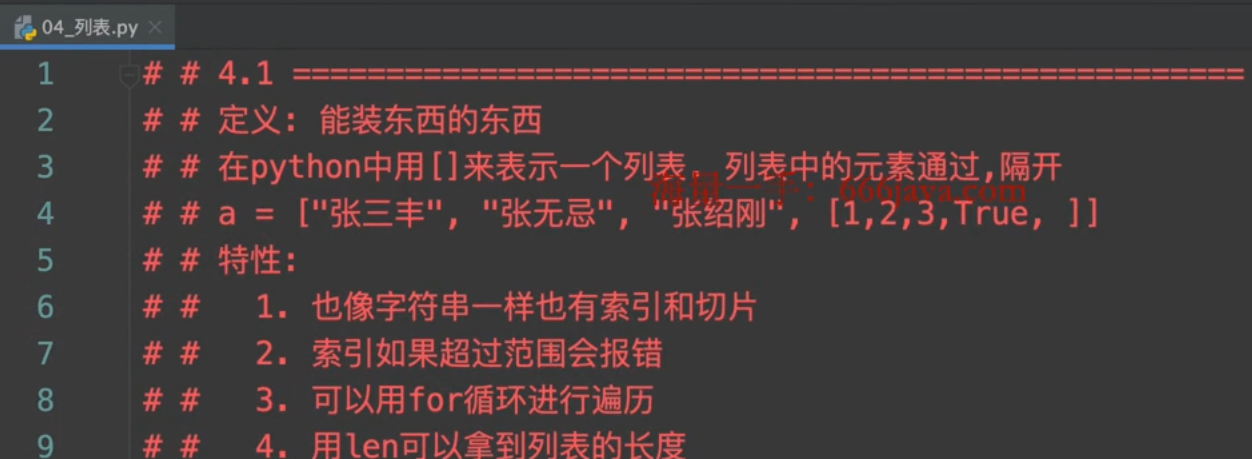 04_列表.py
1 # # 4.1 ===================================================
2 # # 定义: 能装东西的东西
3 # # 在python中用[]来表示一个列表, 列表中的元素通过,隔开
4 # # a = ["张三丰", "张无忌", "张绍刚", [1,2,3,True, ]]
5 # # 特性:
6 # # 1. 也像字符串一样也有索引和切片
7 # # 2. 索引如果超过范围会报错
8 # # 3. 可以用for循环进行遍历
9 # # 4. 用len可以拿到列表的长度
666java.com